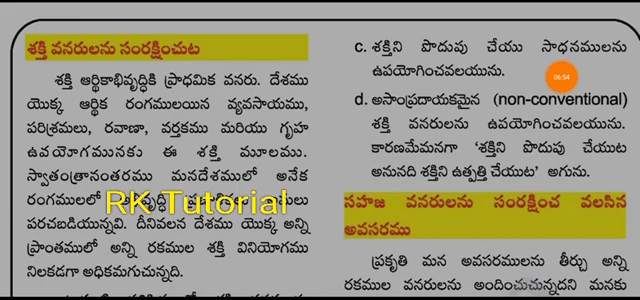 శక్తి వనరులను సంరక్షించుట
శక్తి ఆర్థికాభివృద్ధికి ప్రాధమిక వనరు. దేశము
యొక్క ఆర్థిక రంగములయిన వ్యవసాయము,
పరిశ్రమలు, రవాణా, వర్తకము మరియు గృహ
ఉవయోగమునకు ఈ శక్తి మూలము.
స్వాతంత్రానంతరము మనదేశములో అనేక
రంగములలో
RK Tutorial
పరచబడియున్నవి. దీనివలన దేశము యొక్క అన్ని
ప్రాంతములో అన్ని రకముల శక్తి వినియోగము
నిలకడగా అధికమగుచున్నది.
c. శక్తిని పొదుపు చేయు సాధనములను
ఉపయోగించవలయును.
06:54
d. అసాంప్రదాయకమైన (non-conventional)
శక్తి వనరులను ఉపయోగించవలయును.
కారణమేమనగా 'శక్తిని పొదుపు చేయుట
అనునది శక్తిని ఉత్పత్తి చేయుట' అగును.
సహజ వనరులను సంరక్షించ వలసిన
అవసరము
ప్రకృతి మన అవసరములను తీర్చు అన్ని
రకముల వనరులను అందించుచున్నదని మనకు